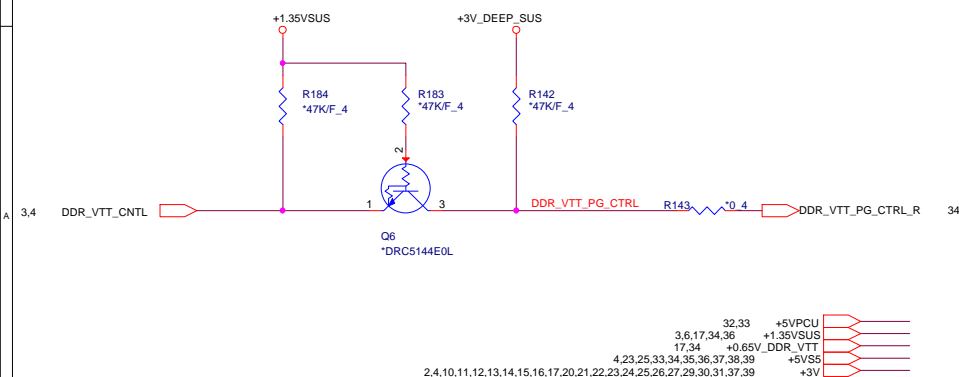 +1.35VSUS
+3V_DEEP_SUS
R184
*47K/F_4
R183
*47K/F_4
R142
*47K/F_4
2
A
3,4
DDR_VTT_CNTL
1
3
DDR_VTT_PG_CTRL
R143
*0_4
DDR_VTT_PG_CTRL_R
34
Q6
*DRC5144E0L
32,33 +5VPCU
3,6,17,34,36 +1.35VSUS
17,34 +0.65V_DDR_VTT
4,23,25,33,34,35,36,37,38,39 +5VS5
2,4,10,11,12,13,14,15,16,17,20,21,22,23,24,25,26,27,29,30,31,37,39 +3V